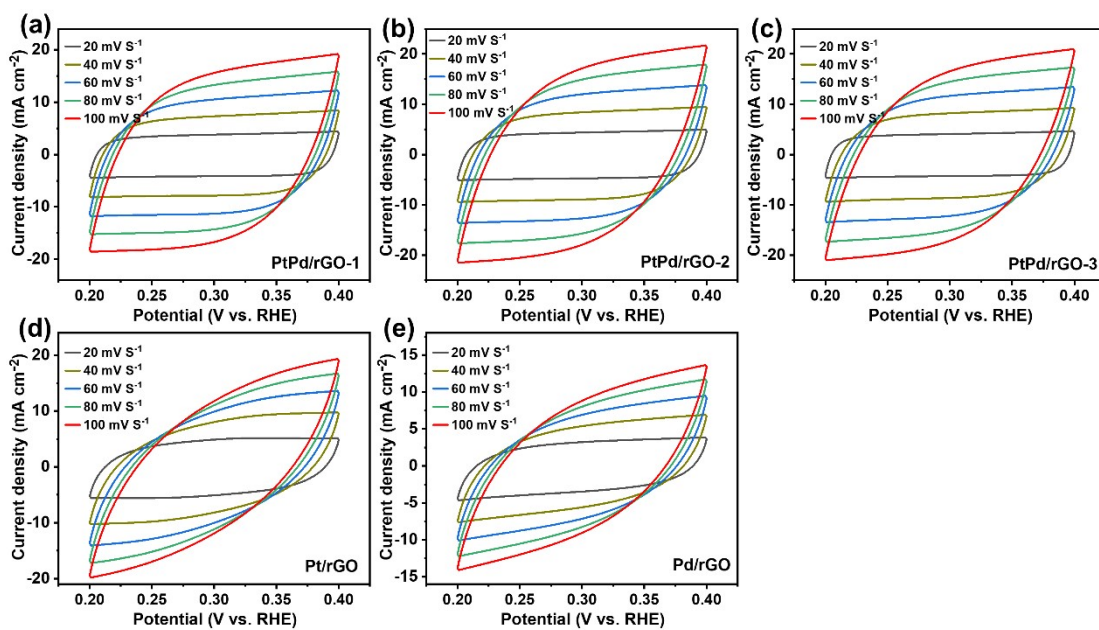 (a)
20 mV S⁻¹
40 mV S⁻¹
60 mV S⁻¹
80 mV S⁻¹
100 mV S⁻¹
20
10
0
-10
-20
Current density (mA cm⁻²)
PtPd/rGO-1
0.20 0.25 0.30 0.35 0.40
Potential (V vs. RHE)
(b)
20 mV S⁻¹
40 mV S⁻¹
60 mV S⁻¹
80 mV S⁻¹
100 mV S⁻¹
20
10
0
-10
-20
Current density (mA cm⁻²)
PtPd/rGO-2
0.20 0.25 0.30 0.35 0.40
Potential (V vs. RHE)
(c)
20 mV S⁻¹
40 mV S⁻¹
60 mV S⁻¹
80 mV S⁻¹
100 mV S⁻¹
20
10
0
-10
-20
Current density (mA cm⁻²)
PtPd/rGO-3
0.20 0.25 0.30 0.35 0.40
Potential (V vs. RHE)
(d)
20 mV S⁻¹
40 mV S⁻¹
60 mV S⁻¹
80 mV S⁻¹
100 mV S⁻¹
20
10
0
-10
-20
Current density (mA cm⁻²)
Pt/rGO
0.20 0.25 0.30 0.35 0.40
Potential (V vs. RHE)
(e)
20 mV S⁻¹
40 mV S⁻¹
60 mV S⁻¹
80 mV S⁻¹
100 mV S⁻¹
15
10
5
0
-5
-10
-15
Current density (mA cm⁻²)
Pd/rGO
0.20 0.25 0.30 0.35 0.40
Potential (V vs. RHE)